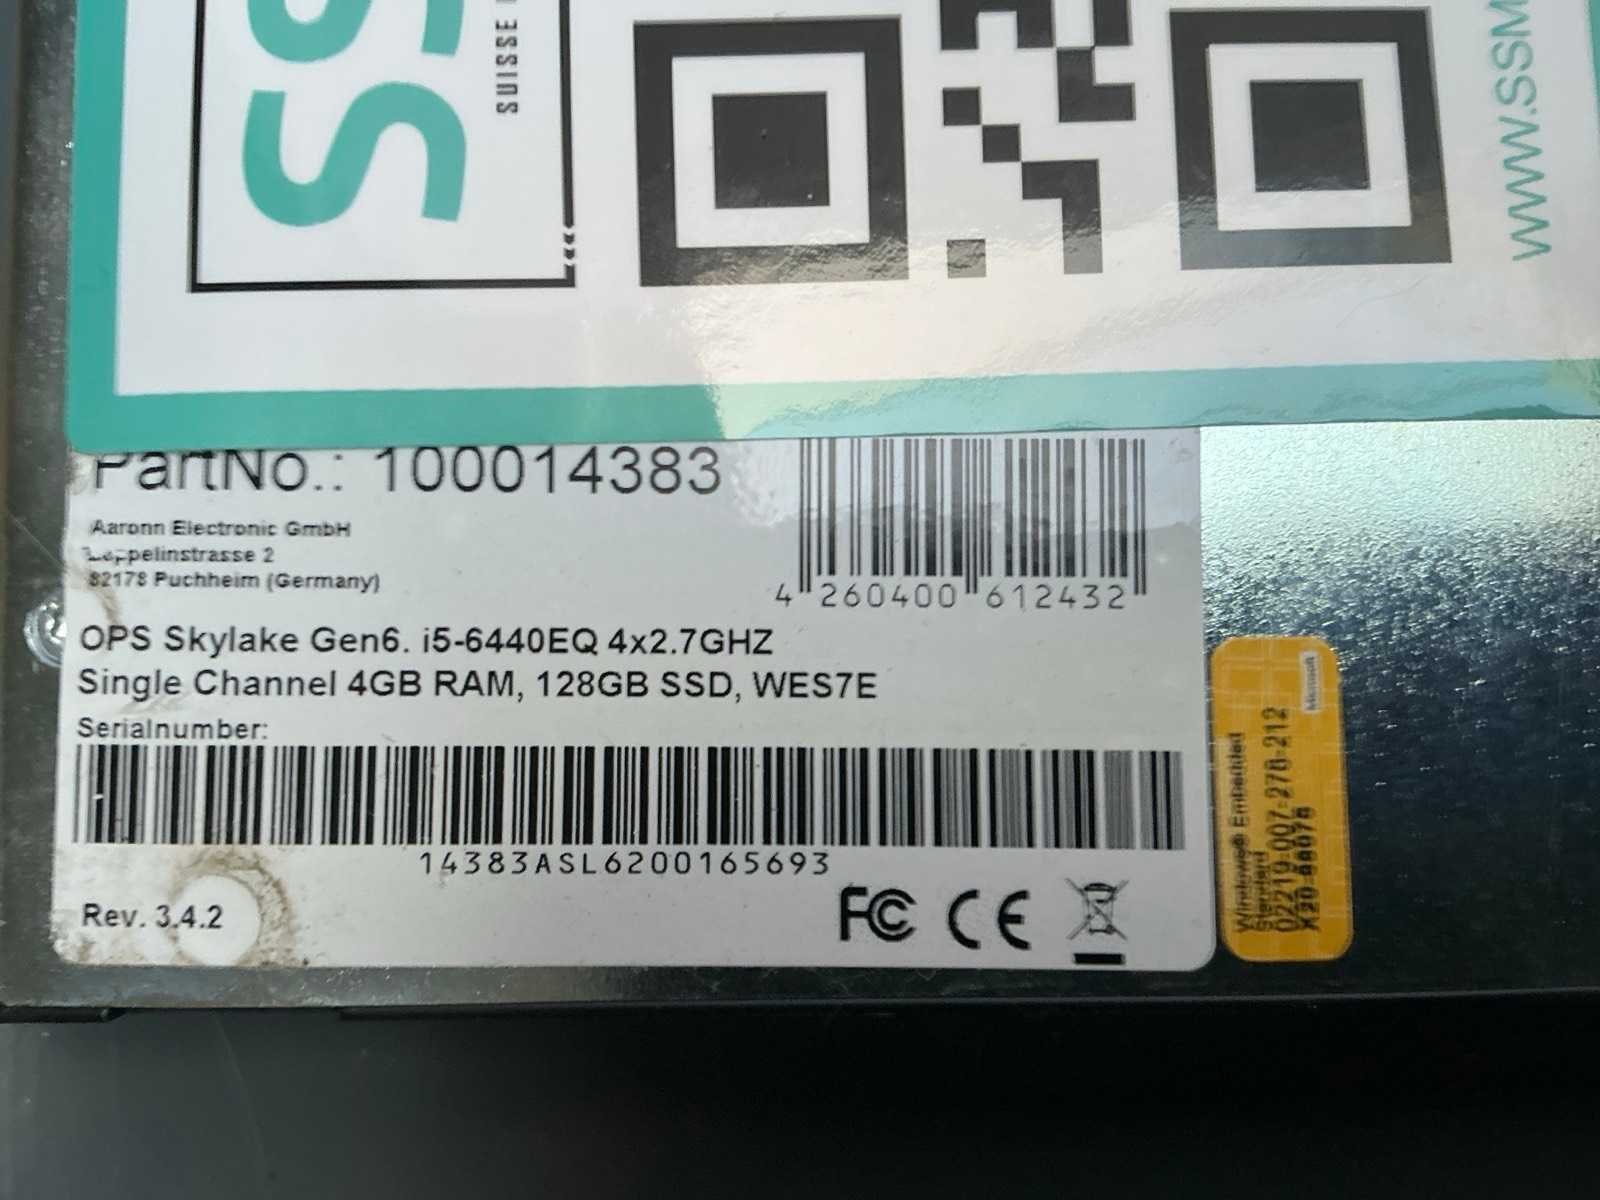 SUISSE
WWW.SSM
PartNo.: 100014383
Aaronn Electronic GmbH
2
82178 Puchheim (Germany)
4 260400 612432
OPS Skylake Gen6. i5-6440EQ 4x2.7GHZ
Single Channel 4GB RAM, 128GB SSD, WES7E
Serialnumber:
14383ASL6200165693
Rev. 3.4.2
FC CE
Microsoft
Windows® Embedded
Standard
02219-007-278-212